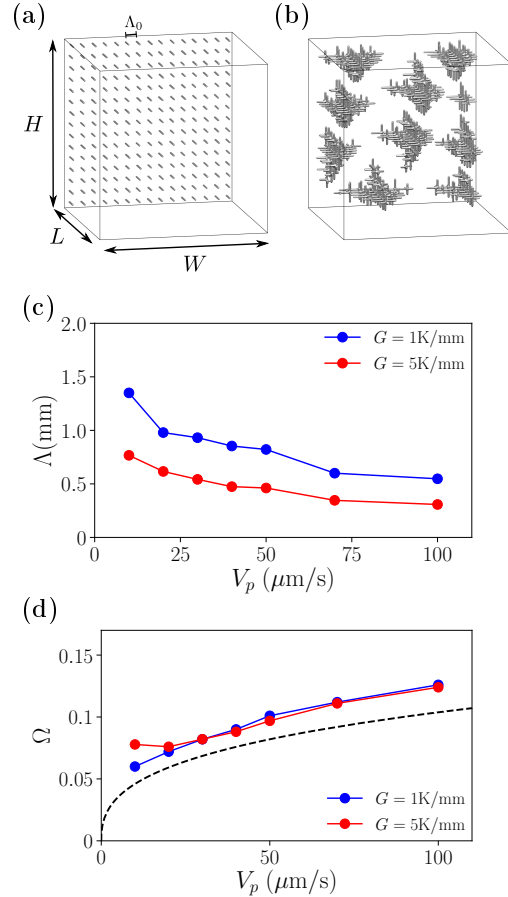 (a)
(b)
Λ₀
H
L
W
(c)
2.0
1.5
1.0
0.5
0
Λ(mm)
G = 1K/mm
G = 5K/mm
0 25 50 75 100
Vₚ (μm/s)
(d)
0.15
0.1
0.05
0
Ω
G = 1K/mm
G = 5K/mm
0 50 100
Vₚ (μm/s)